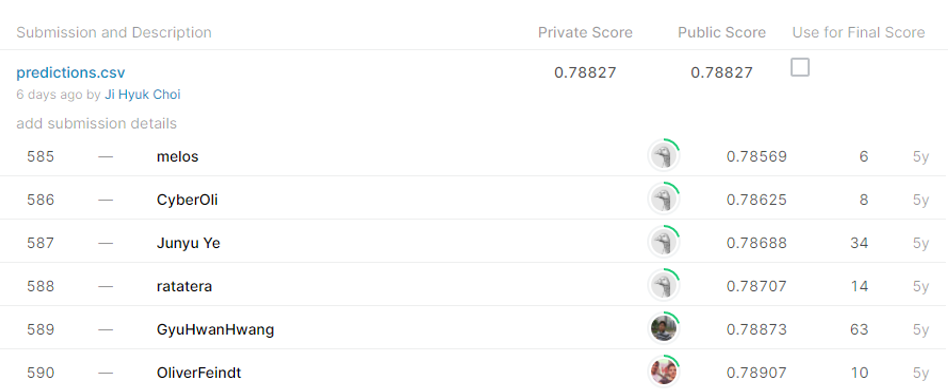 Submission and Description Private Score Public Score Use for Final Score
predictions.csv 0.78827 0.78827
6 days ago by Ji Hyuk Choi
add submission details
585 — melos 0.78569 6 5y
586 — CyberOli 0.78625 8 5y
587 — Junyu Ye 0.78688 34 5y
588 — ratatera 0.78707 14 5y
589 — GyuHwanHwang 0.78873 63 5y
590 — OliverFeindt 0.78907 10 5y